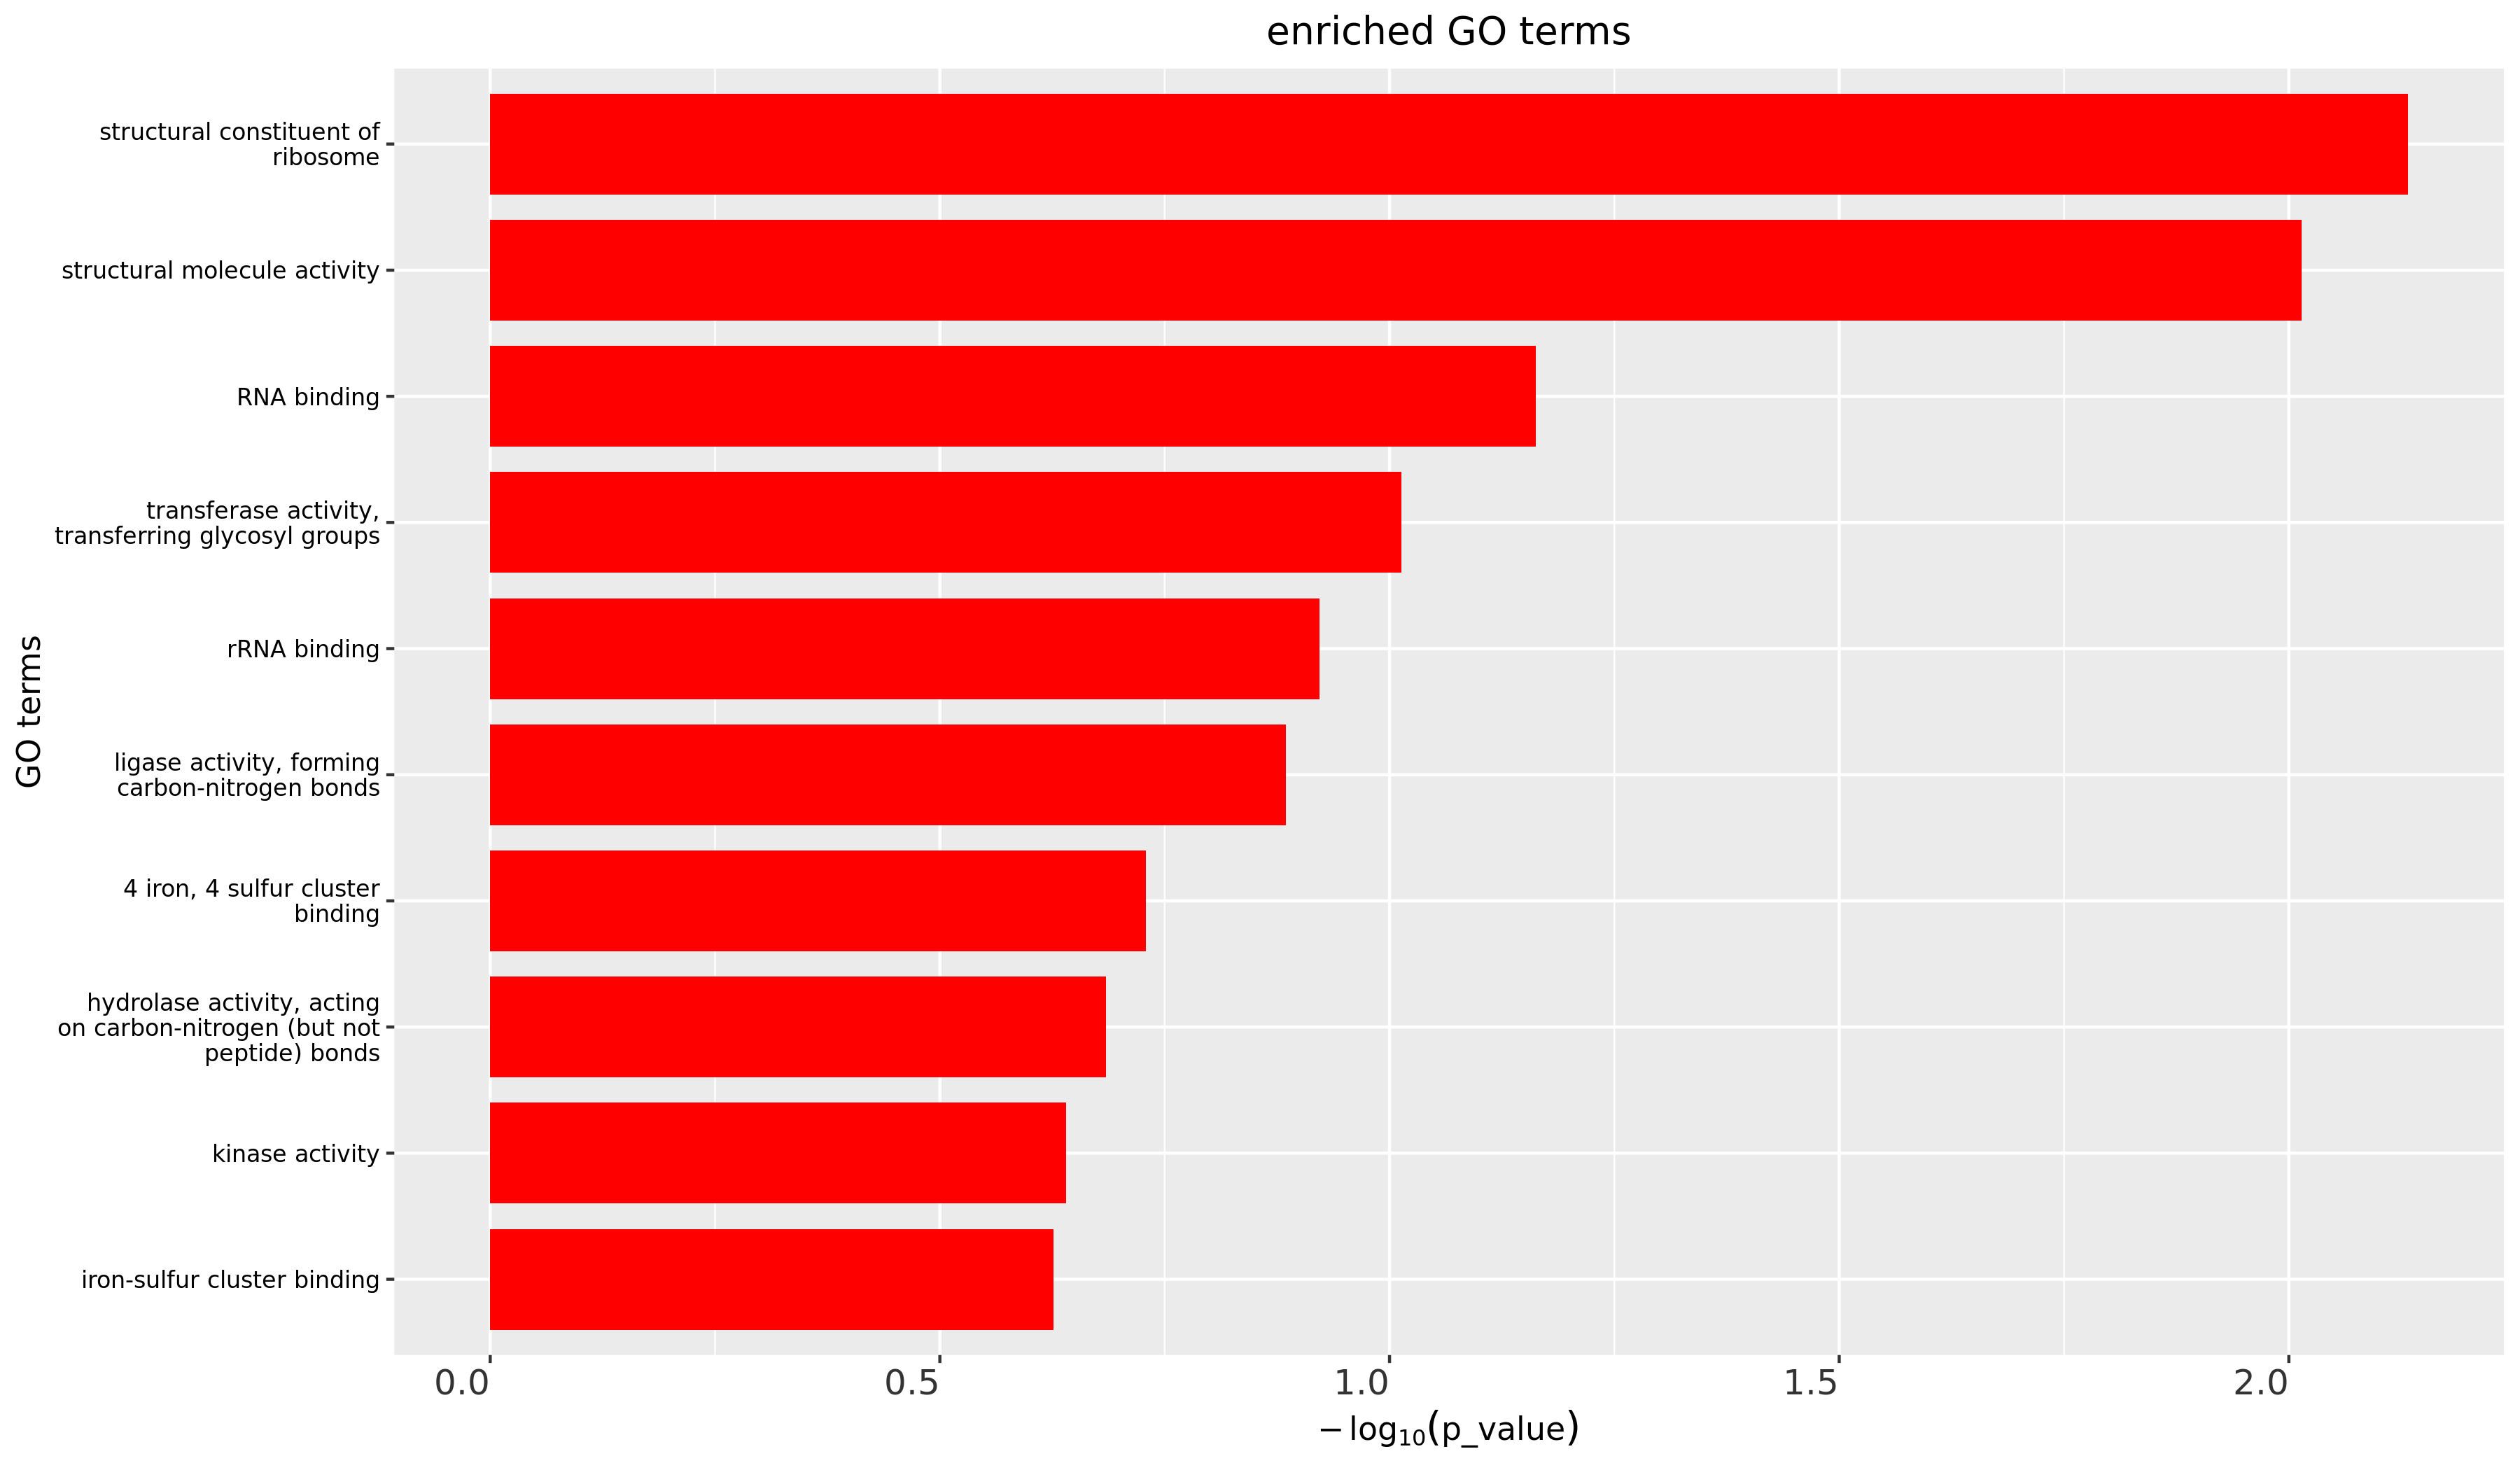 enriched GO terms
structural constituent of
ribosome
structural molecule activity
RNA binding
transferase activity,
transferring glycosyl groups
rRNA binding
ligase activity, forming
carbon-nitrogen bonds
4 iron, 4 sulfur cluster
binding
hydrolase activity, acting
on carbon-nitrogen (but not
peptide) bonds
kinase activity
iron-sulfur cluster binding
GO terms
0.0 0.5 1.0 1.5 2.0
−log₁₀(p_value)